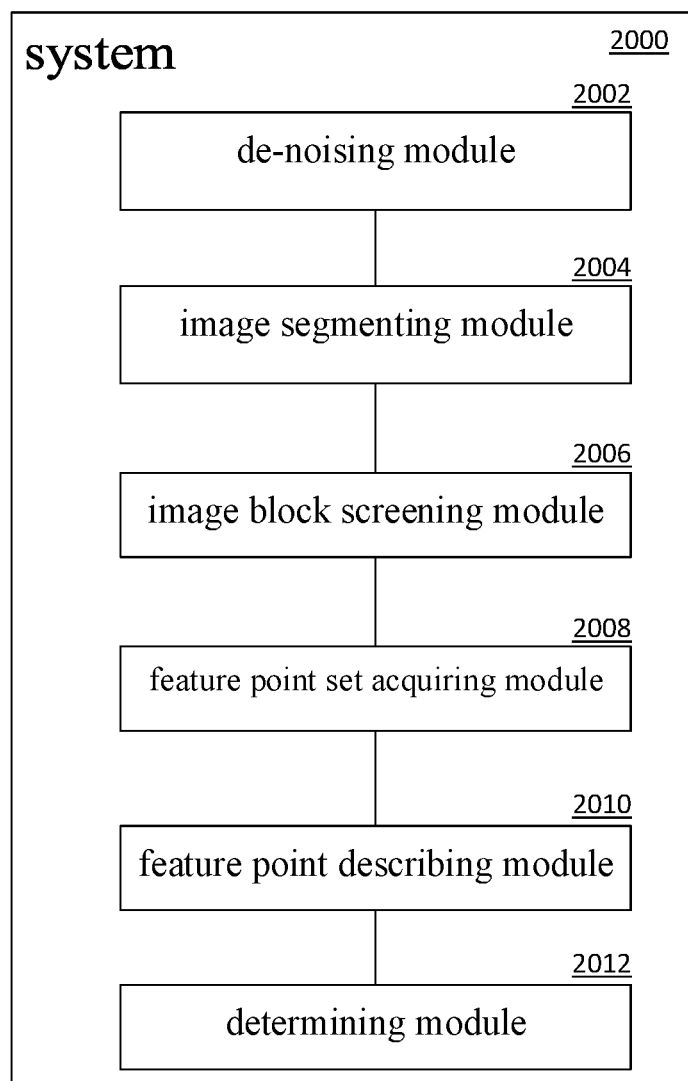 system
2000
2002
de-noising module
2004
image segmenting module
2006
image block screening module
2008
feature point set acquiring module
2010
feature point describing module
2012
determining module